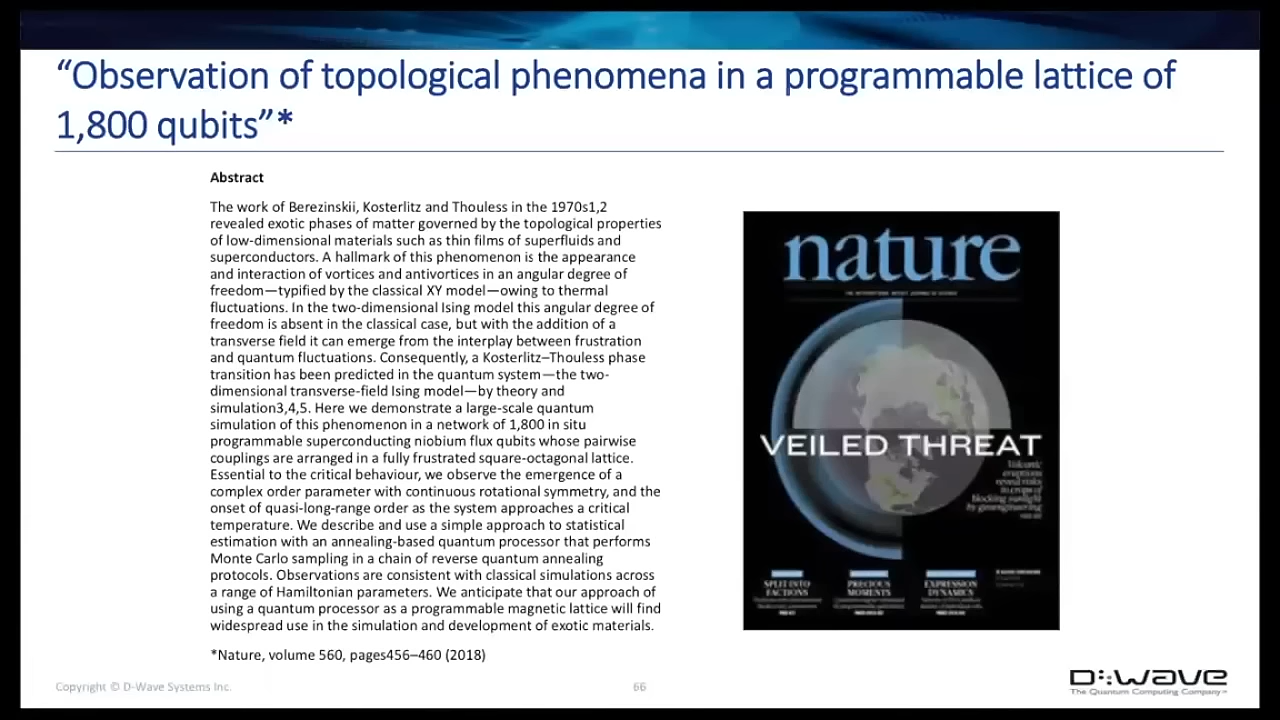 “Observation of topological phenomena in a programmable lattice of
1,800 qubits”*
Abstract
The work of Berezinskii, Kosterlitz and Thouless in the 1970s1,2
revealed exotic phases of matter governed by the topological properties
of low-dimensional materials such as thin films of superfluids and
superconductors. A hallmark of this phenomenon is the appearance
and interaction of vortices and antivortices in an angular degree of
freedom—typified by the classical XY model—owing to thermal
fluctuations. In the two-dimensional Ising model this angular degree of
freedom is absent in the classical case, but with the addition of a
transverse field it can emerge from the interplay between frustration
and quantum fluctuations. Consequently, a Kosterlitz–Thouless phase
transition has been predicted in the quantum system—the two-
dimensional transverse-field Ising model—by theory and
simulation3,4,5. Here we demonstrate a large-scale quantum
simulation of this phenomenon in a network of 1,800 in situ
programmable superconducting niobium flux qubits whose pairwise
couplings are arranged in a fully frustrated square-octagonal lattice.
Essential to the critical behaviour, we observe the emergence of a
complex order parameter with continuous rotational symmetry, and the
onset of quasi-long-range order as the system approaches a critical
temperature. We describe and use a simple approach to statistical
estimation with an annealing-based quantum processor that performs
Monte Carlo sampling in a chain of reverse quantum annealing
protocols. Observations are consistent with classical simulations across
a range of Hamiltonian parameters. We anticipate that our approach of
using a quantum processor as a programmable magnetic lattice will find
widespread use in the simulation and development of exotic materials.
*Nature, volume 560, pages456–460 (2018)
nature
VEILED THREAT
Volcanic
eruptions
reveal risks
to crops of
blocking sunlight
by geoengineering
SPLIT INTO
FACTIONS
PRECIOUS
MOMENTS
EXPRESSION
DYNAMICS
Copyright © D-Wave Systems Inc.
66
D:wave
The Quantum Computing Company™